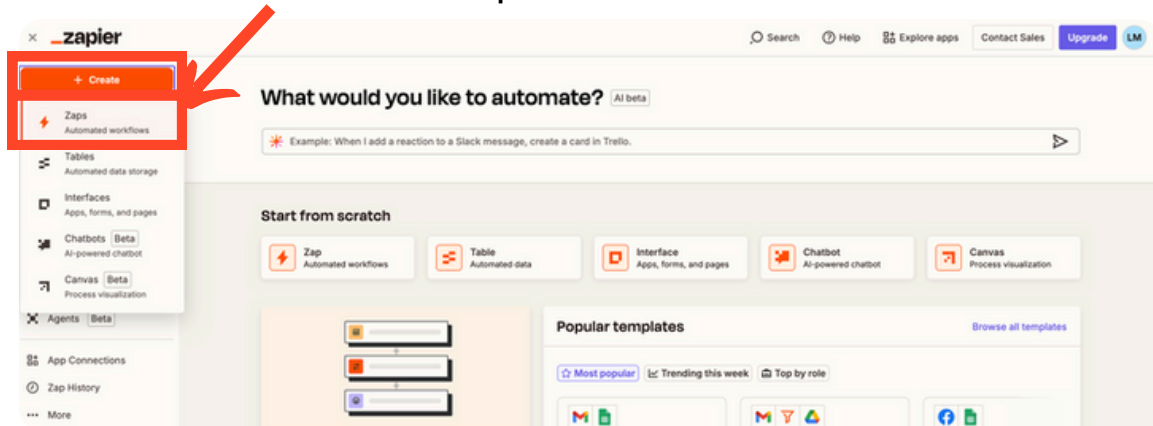 × _zapier
Search Help Explore apps Contact Sales Upgrade LM
+ Create
Zaps
Automated workflows
Tables
Automated data storage
Interfaces
Apps, forms, and pages
Chatbots Beta
AI-powered chatbot
Canvas Beta
Process visualization
Agents Beta
App Connections
Zap History
More
What would you like to automate? AI beta
Example: When I add a reaction to a Slack message, create a card in Trello.
Start from scratch
Zap
Automated workflows
Table
Automated data
Interface
Apps, forms, and pages
Chatbot
AI-powered chatbot
Canvas
Process visualization
Popular templates Browse all templates
Most popular Trending this week Top by role